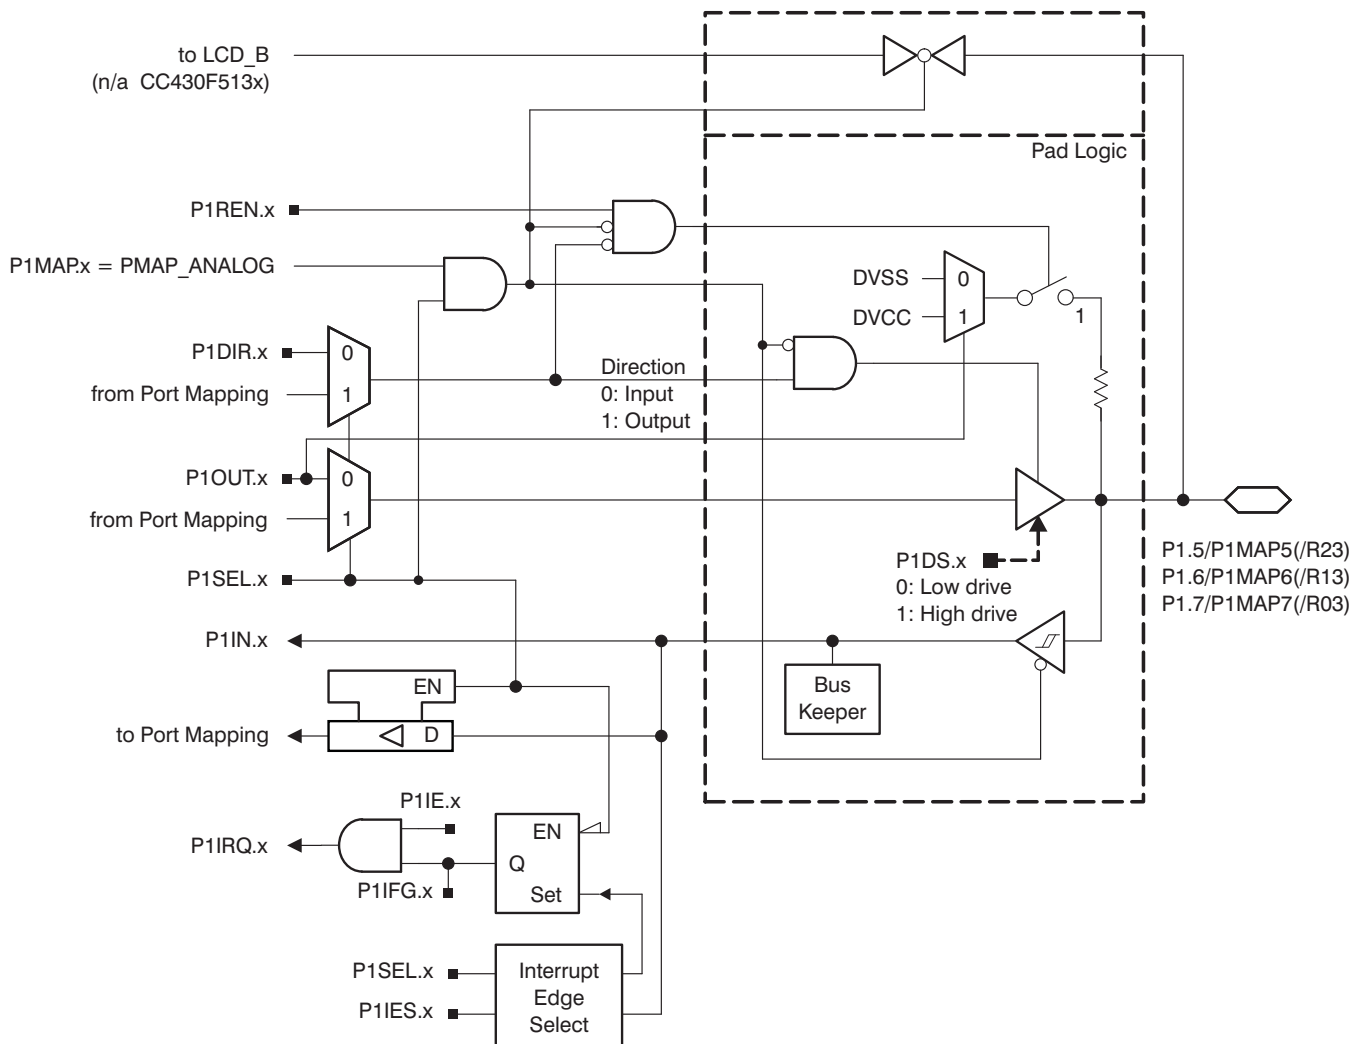 to LCD_B
(n/a CC430F513x)
Pad Logic
P1REN.x
P1MAP.x = PMAP_ANALOG
DVSS
0
DVCC
1
1
P1DIR.x
0
Direction
from Port Mapping
1
0: Input
1: Output
P1OUT.x
0
from Port Mapping
1
P1DS.x
0: Low drive
1: High drive
P1.5/P1MAP5(/R23)
P1.6/P1MAP6(/R13)
P1.7/P1MAP7(/R03)
P1SEL.x
P1IN.x
EN
Bus
Keeper
to Port Mapping
D
P1IE.x
EN
P1IRQ.x
Q
P1IFG.x
Set
P1SEL.x
P1IES.x
Interrupt
Edge
Select